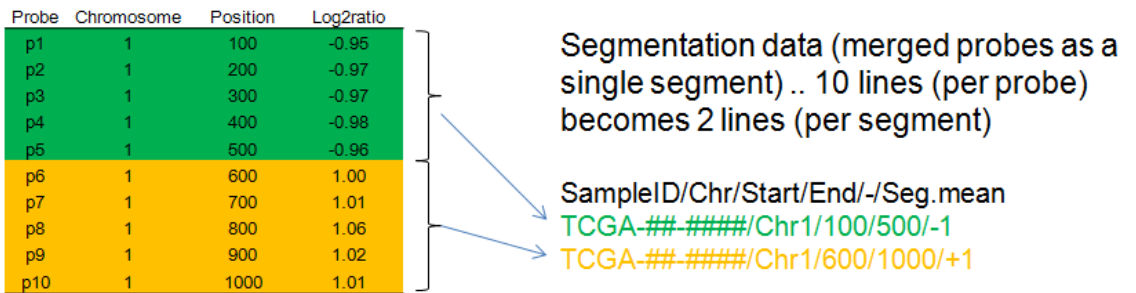 Probe Chromosome Position Log2ratio
p1 1 100 -0.95
p2 1 200 -0.97
p3 1 300 -0.97
p4 1 400 -0.98
p5 1 500 -0.96
p6 1 600 1.00
p7 1 700 1.01
p8 1 800 1.06
p9 1 900 1.02
p10 1 1000 1.01
Segmentation data (merged probes as a
single segment) .. 10 lines (per probe)
becomes 2 lines (per segment)
SampleID/Chr/Start/End/-/Seg.mean
TCGA-##-####/Chr1/100/500/-1
TCGA-##-####/Chr1/600/1000/+1